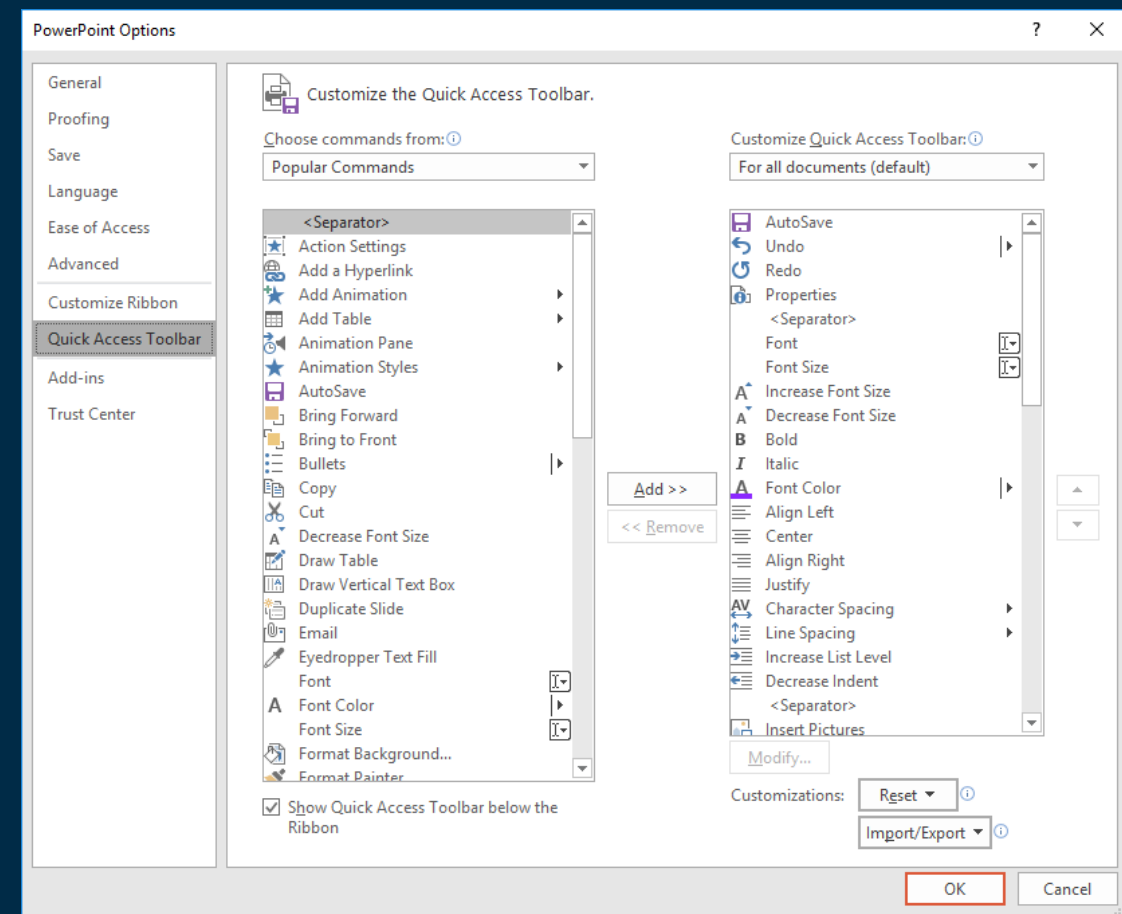 PowerPoint Options
?
General
Proofing
Save
Language
Ease of Access
Advanced
Customize Ribbon
Quick Access Toolbar
Add-ins
Trust Center
Customize the Quick Access Toolbar.
Choose commands from:
Popular Commands
<Separator>
Action Settings
Add a Hyperlink
Add Animation
Add Table
Animation Pane
Animation Styles
AutoSave
Bring Forward
Bring to Front
Bullets
Copy
Cut
Decrease Font Size
Draw Table
Draw Vertical Text Box
Duplicate Slide
Email
Eyedropper Text Fill
Font
Font Color
Font Size
Format Background...
Format Painter
Show Quick Access Toolbar below the
Ribbon
Add >>
<< Remove
Customize Quick Access Toolbar:
For all documents (default)
AutoSave
Undo
Redo
Properties
<Separator>
Font
Font Size
Increase Font Size
Decrease Font Size
Bold
Italic
Font Color
Align Left
Center
Align Right
Justify
Character Spacing
Line Spacing
Increase List Level
Decrease Indent
<Separator>
Insert Pictures
Modify...
Customizations:
Reset
Import/Export
OK
Cancel